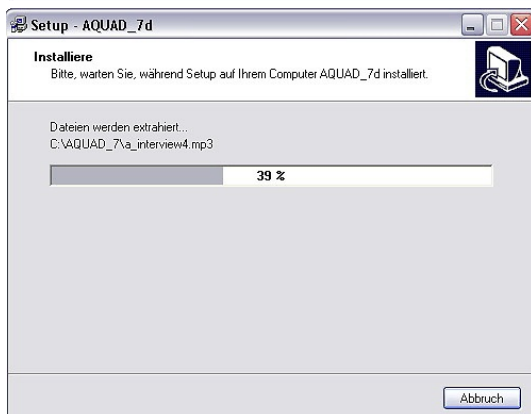 Setup - AQUAD_7d
Installiere
Bitte, warten Sie, während Setup auf Ihrem Computer AQUAD_7d installiert.
Dateien werden extrahiert...
C:\AQUAD_7\a_interview4.mp3
39 %
Abbruch